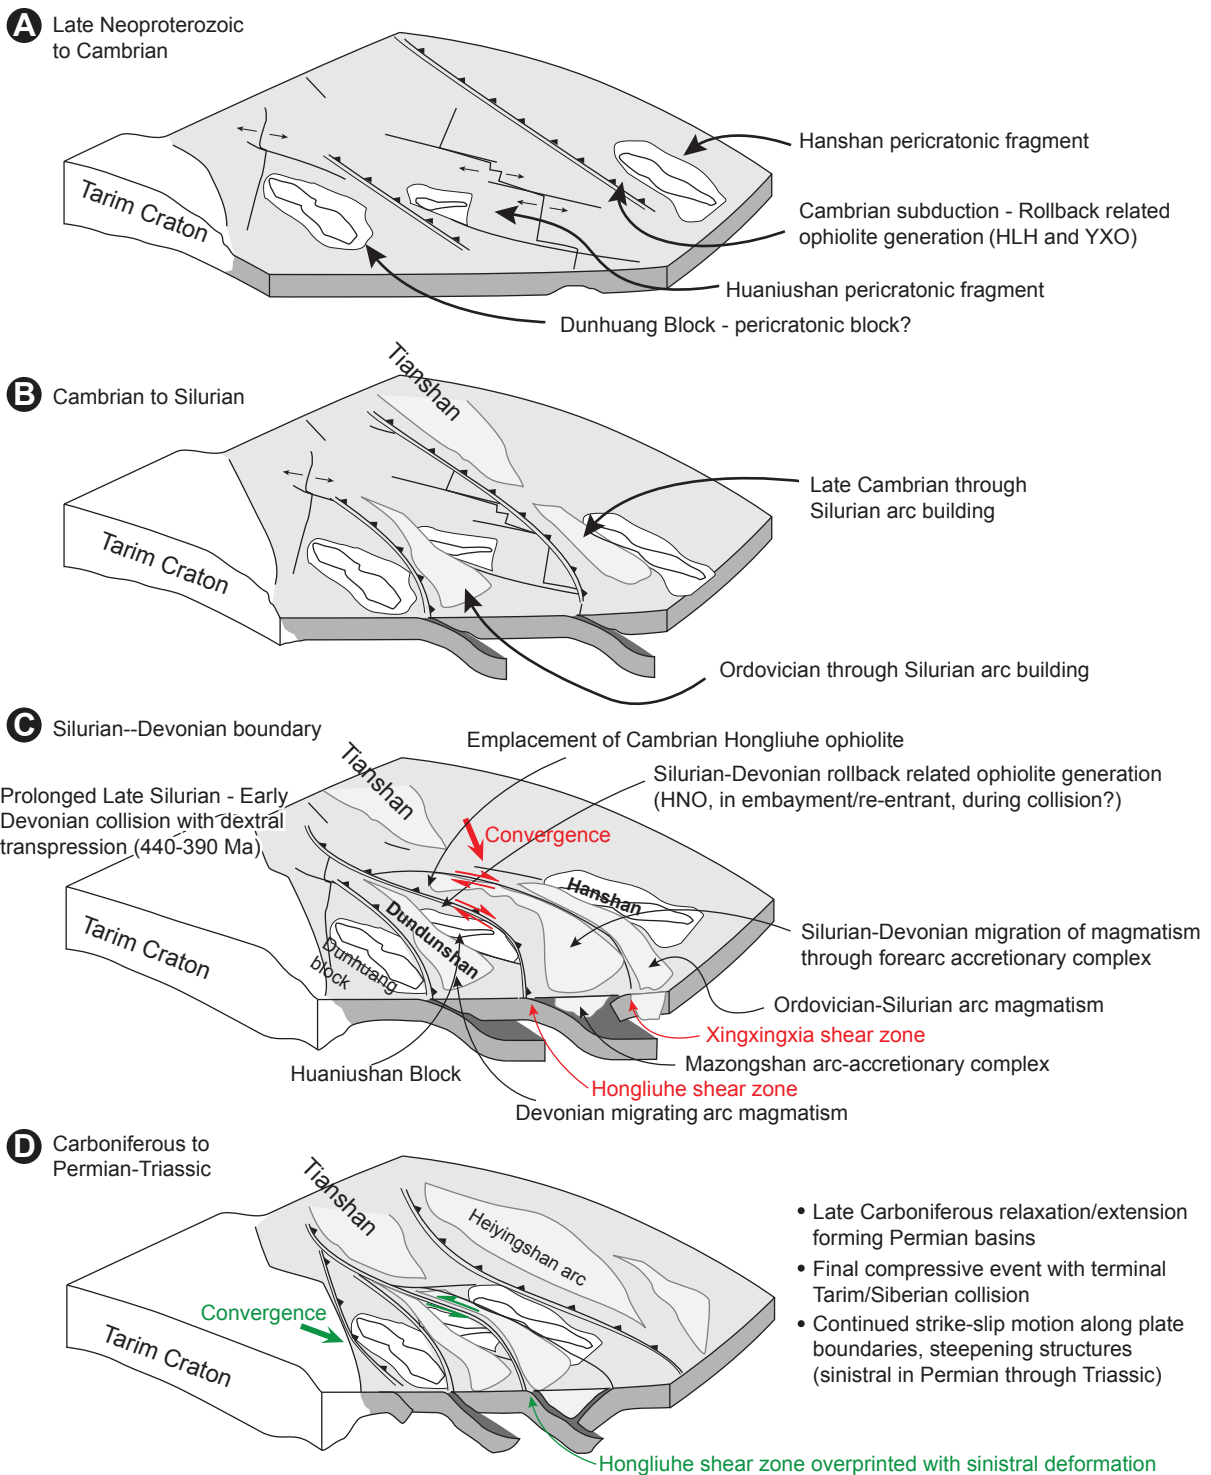 A Late Neoproterozoic
to Cambrian
Tarim Craton
Hanshan pericratonic fragment
Cambrian subduction - Rollback related
ophiolite generation (HLH and YXO)
Huaniushan pericratonic fragment
Dunhuang Block - pericratonic block?
B Cambrian to Silurian
Tianshan
Tarim Craton
Late Cambrian through
Silurian arc building
Ordovician through Silurian arc building
C Silurian--Devonian boundary
Emplacement of Cambrian Hongliuhe ophiolite
Silurian-Devonian rollback related ophiolite generation
(HNO, in embayment/re-entrant, during collision?)
Prolonged Late Silurian - Early
Devonian collision with dextral
transpression (440-390 Ma)
Tianshan
Convergence
Hanshan
Dundunshan
Dunhuang
block
Tarim Craton
Silurian-Devonian migration of magmatism
through forearc accretionary complex
Ordovician-Silurian arc magmatism
Xingxingxia shear zone
Mazongshan arc-accretionary complex
Huaniushan Block
Hongliuhe shear zone
Devonian migrating arc magmatism
D Carboniferous to
Permian-Triassic
Tianshan
Heiyingshan arc
Convergence
Tarim Craton
• Late Carboniferous relaxation/extension
forming Permian basins
• Final compressive event with terminal
Tarim/Siberian collision
• Continued strike-slip motion along plate
boundaries, steepening structures
(sinistral in Permian through Triassic)
Hongliuhe shear zone overprinted with sinistral deformation